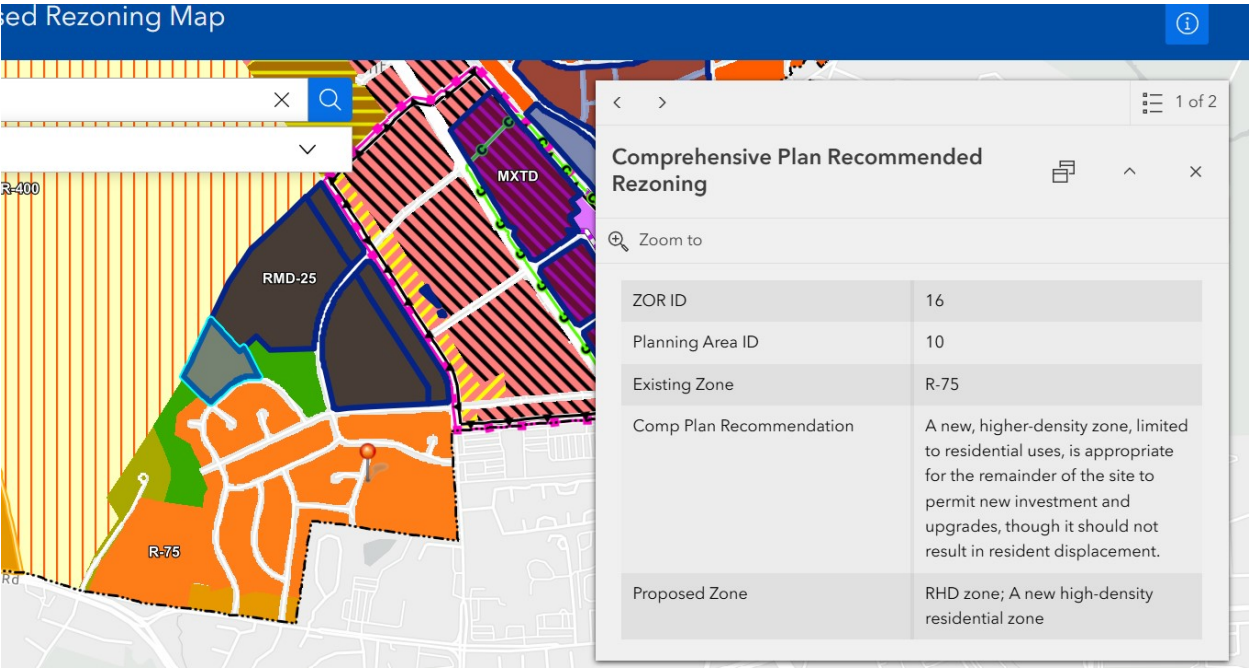 sed Rezoning Map
1 of 2
Comprehensive Plan Recommended
Rezoning
Zoom to
ZOR ID 16
Planning Area ID 10
Existing Zone R-75
Comp Plan Recommendation A new, higher-density zone, limited
to residential uses, is appropriate
for the remainder of the site to
permit new investment and
upgrades, though it should not
result in resident displacement.
Proposed Zone RHD zone; A new high-density
residential zone
R-400
MXTD
RMD-25
R-75
Rd